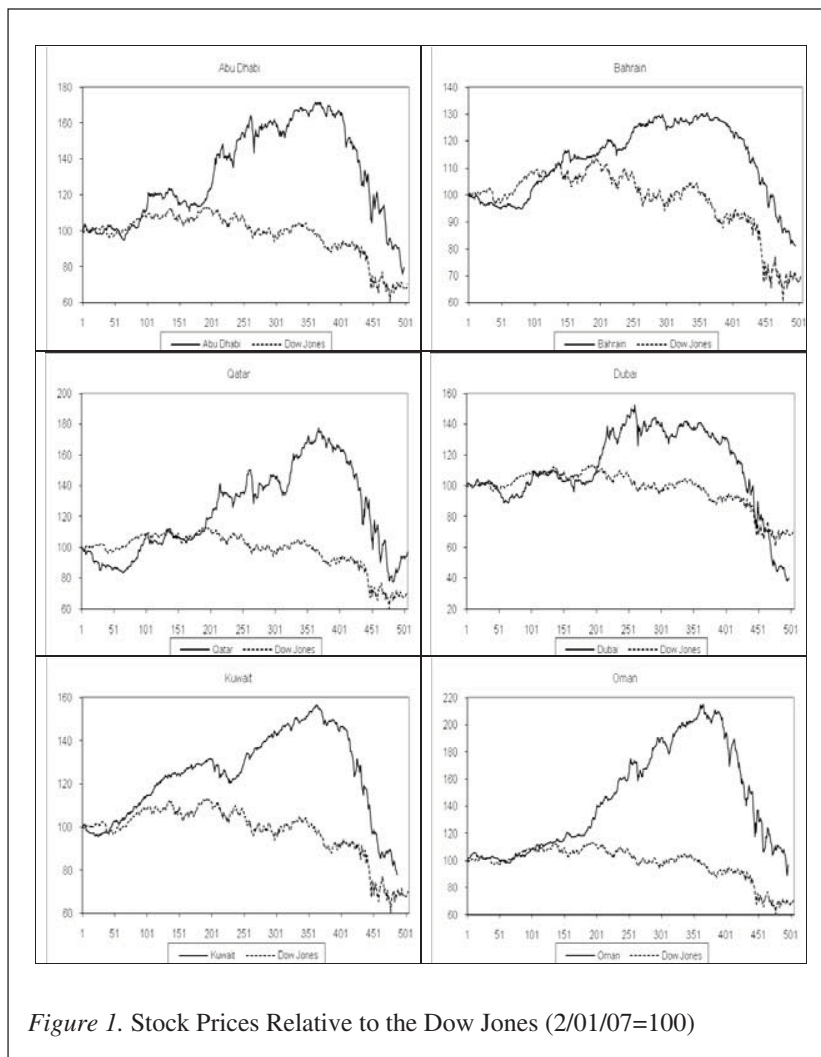 Abu Dhabi
180
160
140
120
100
80
60
1 51 101 151 201 251 301 351 401 451 501
Abu Dhabi Dow Jones
Bahrain
140
130
120
110
100
90
80
70
60
1 51 101 151 201 251 301 351 401 451 501
Bahrain Dow Jones
Qatar
200
180
160
140
120
100
80
60
1 51 101 151 201 251 301 351 401 451 501
Qatar Dow Jones
Dubai
160
140
120
100
80
60
40
20
1 51 101 151 201 251 301 351 401 451 501
Dubai Dow Jones
Kuwait
160
140
120
100
80
60
1 51 101 151 201 251 301 351 401 451 501
Kuwait Dow Jones
Oman
220
200
180
160
140
120
100
80
60
1 51 101 151 201 251 301 351 401 451 501
Oman Dow Jones
Figure 1. Stock Prices Relative to the Dow Jones (2/01/07=100)